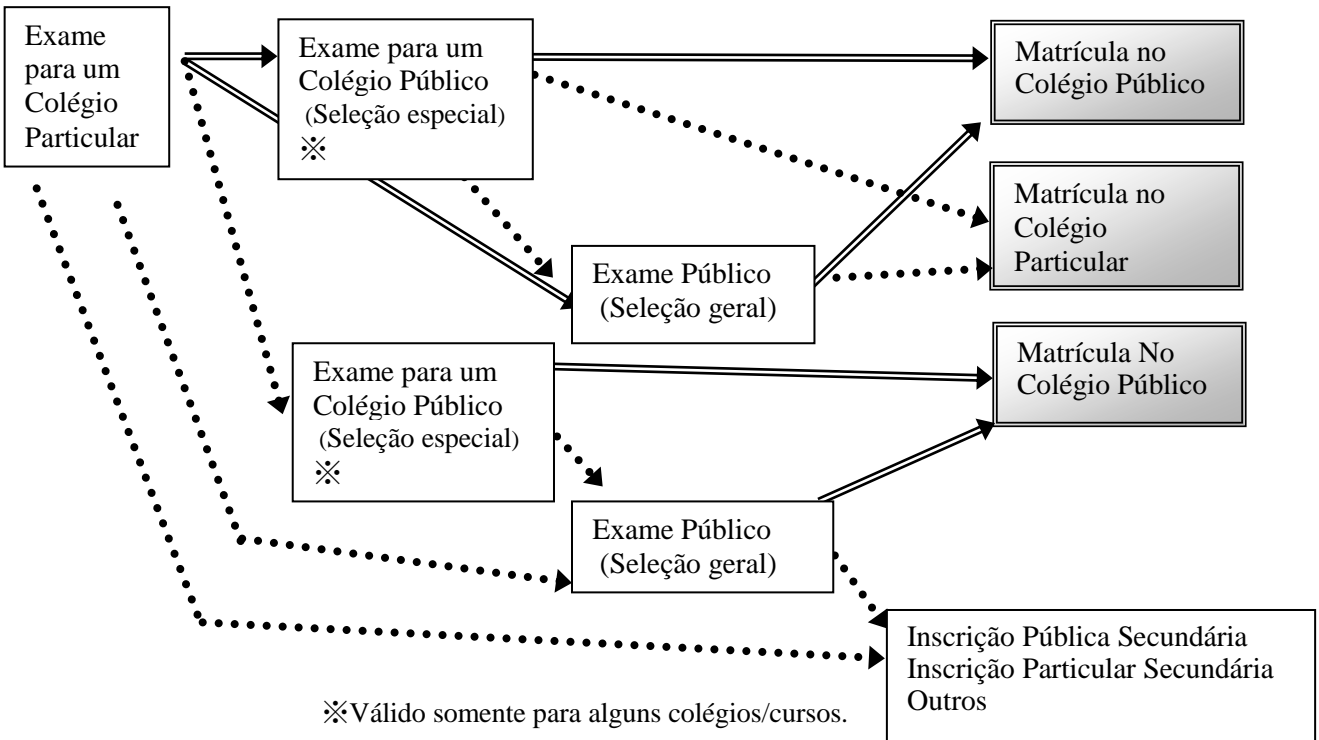 Exame
para um
Colégio
Particular
Exame para um
Colégio Público
(Seleção especial)
※
Matrícula no
Colégio Público
Matrícula no
Colégio
Particular
Exame Público
(Seleção geral)
Exame para um
Colégio Público
(Seleção especial)
※
Matrícula No
Colégio Público
Exame Público
(Seleção geral)
Inscrição Pública Secundária
Inscrição Particular Secundária
Outros
※Válido somente para alguns colégios/cursos.